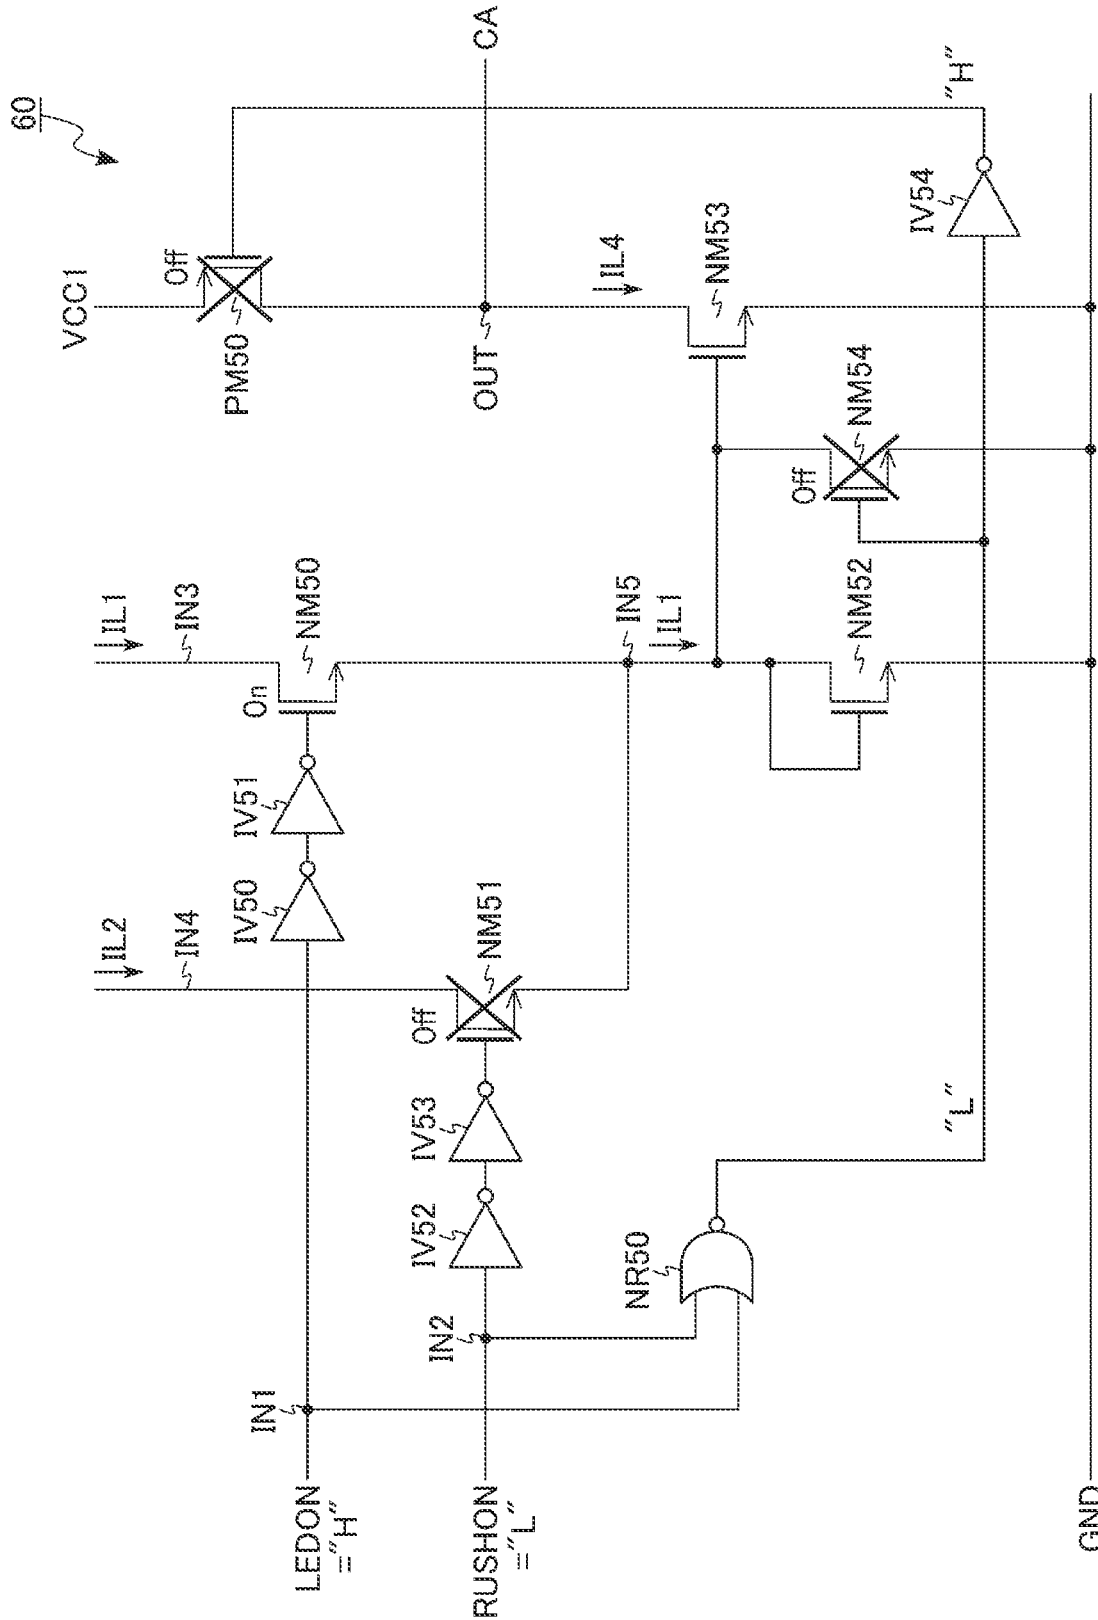 60
VCC1
Off
PM50
CA
OUT
IL4
NM53
"H"
IV54
NM54
Off
IL1
IN3
NM50
On
IN5
IL1
NM52
IV51
IV50
IL2
IN4
NM51
Off
IV53
IV52
"L"
NR50
IN2
IN1
LEDON
="H"
RUSHON
="L"
GND